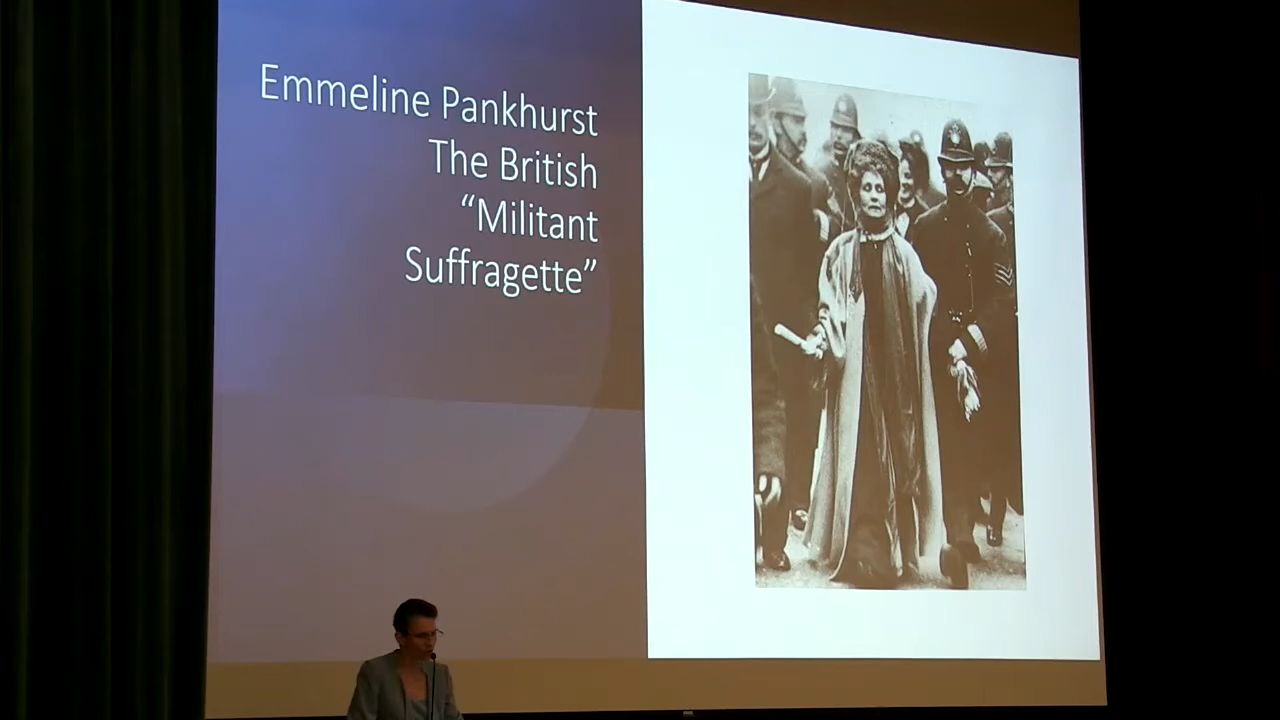 Emmeline Pankhurst
The British
“Militant
Suffragette”